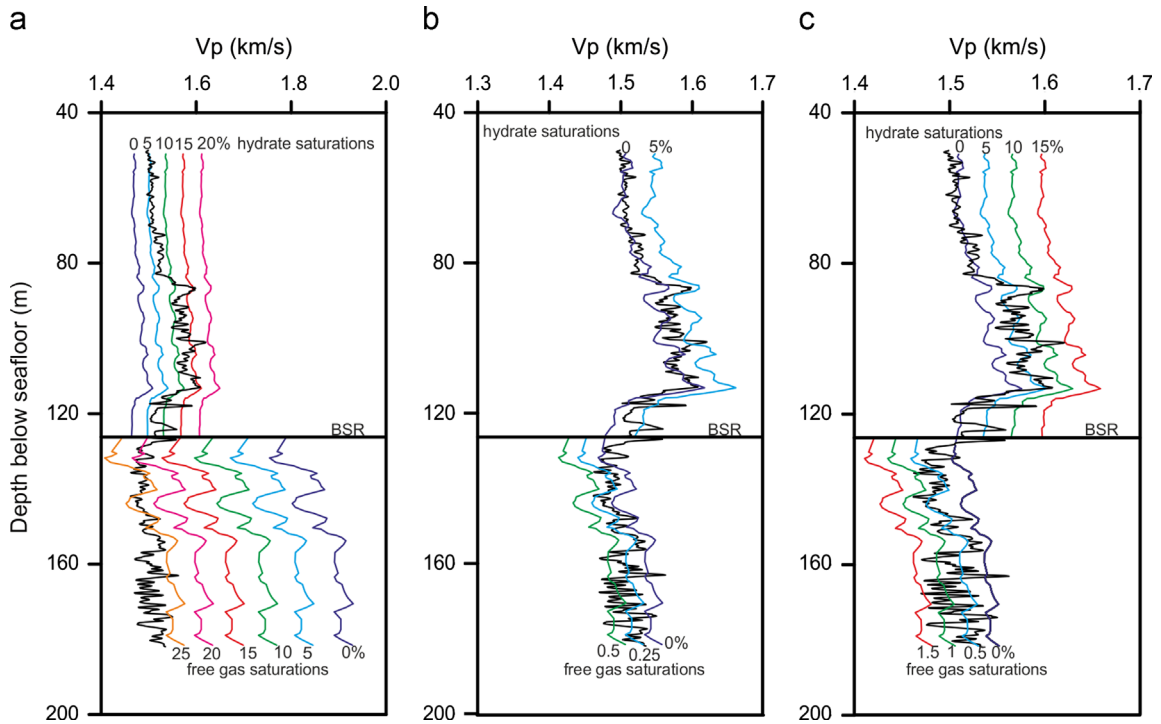 a
Vp (km/s)
1.4 1.6 1.8 2.0
40
80
120
160
200
Depth below seafloor (m)
0 5 10 15 20% hydrate saturations
BSR
25 20 15 10 5 0%
free gas saturations
b
Vp (km/s)
1.3 1.4 1.5 1.6 1.7
40
80
120
160
200
hydrate saturations
0 5%
BSR
0.5 0.25 0%
free gas saturations
c
Vp (km/s)
1.4 1.5 1.6 1.7
40
80
120
160
200
hydrate saturations
0 5 10 15%
BSR
1.5 1 0.5 0%
free gas saturations